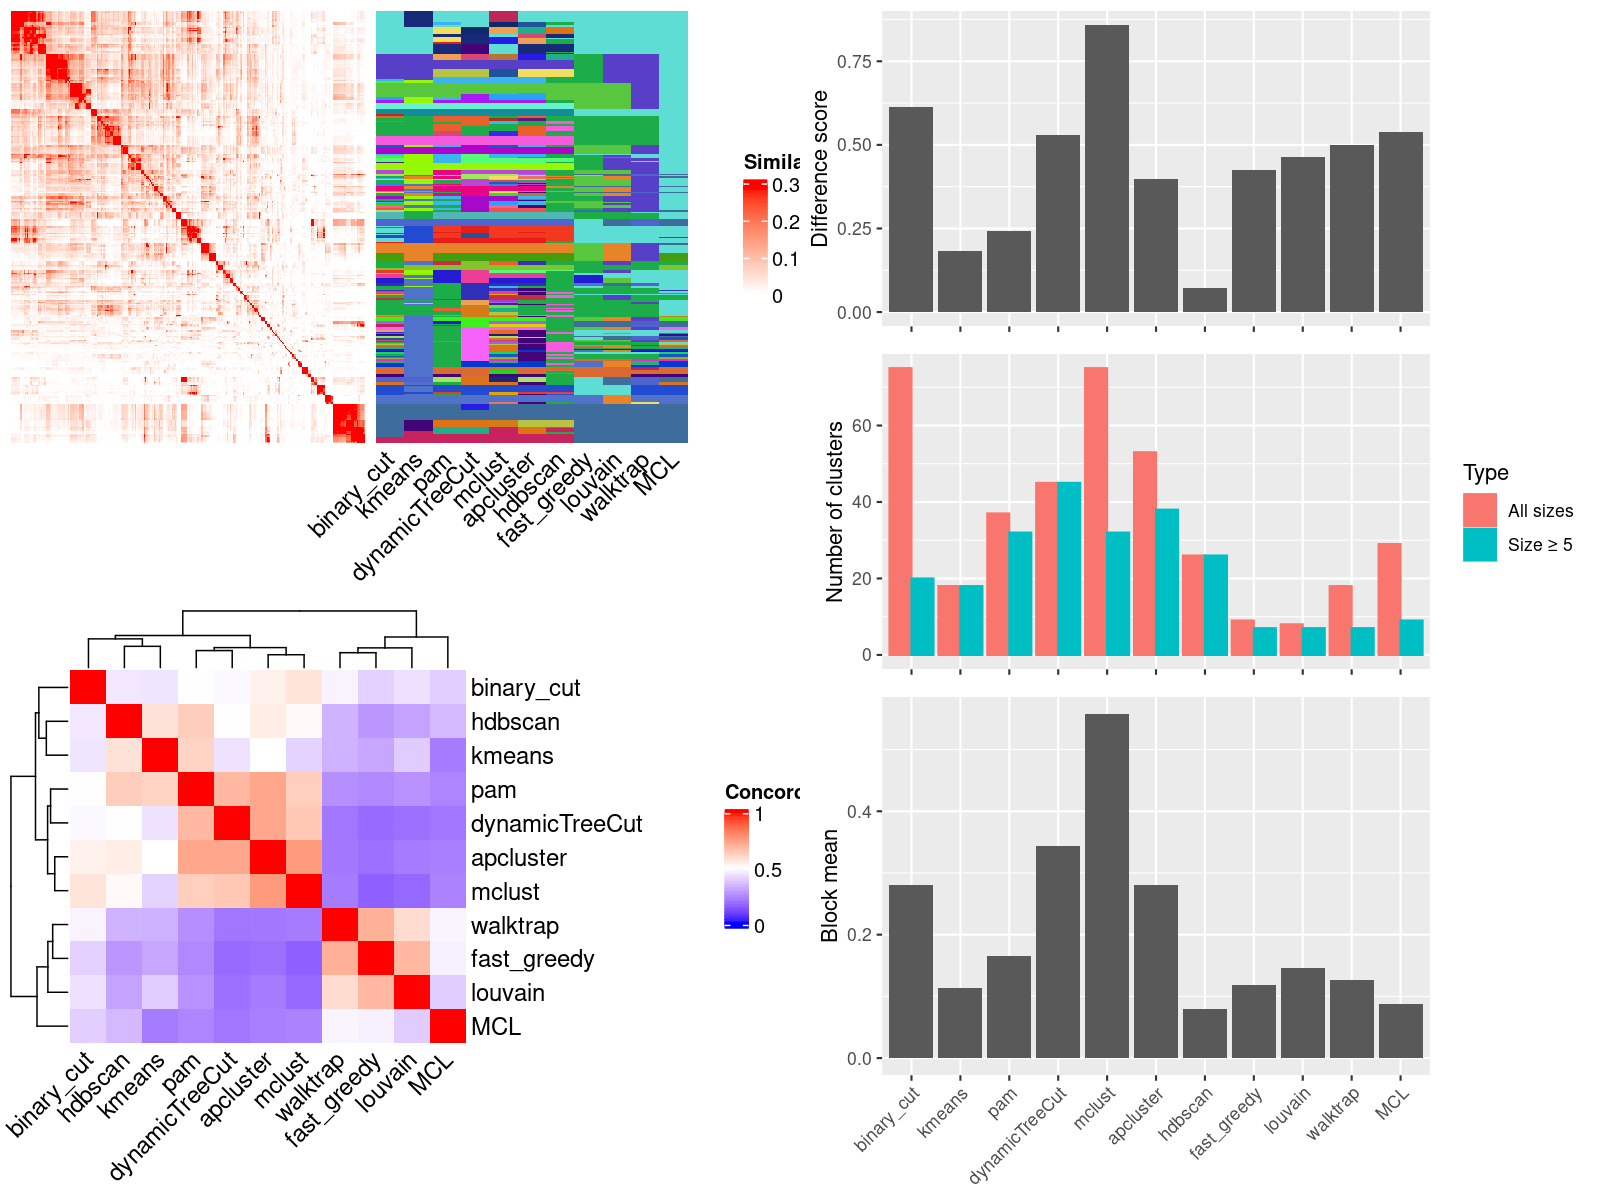 Simila
0.3
0.2
0.1
0
binary_cut
kmeans
pam
dynamicTreeCut
mclust
apcluster
hdbscan
fast_greedy
louvain
walktrap
MCL
Difference score
0.75
0.50
0.25
0.00
Number of clusters
60
40
20
0
Type
All sizes
Size ≥ 5
binary_cut
hdbscan
kmeans
pam
dynamicTreeCut
apcluster
mclust
walktrap
fast_greedy
louvain
MCL
binary_cut
hdbscan
kmeans
pam
dynamicTreeCut
apcluster
mclust
walktrap
fast_greedy
louvain
MCL
Concord
1
0.5
0
Block mean
0.4
0.2
0.0
binary_cut
kmeans
pam
dynamicTreeCut
mclust
apcluster
hdbscan
fast_greedy
louvain
walktrap
MCL